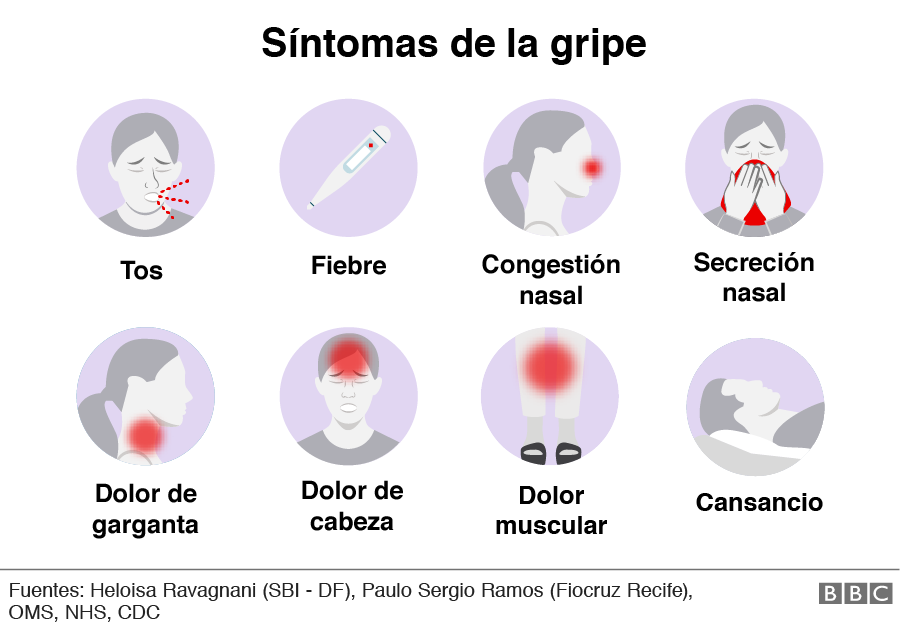 Síntomas de la gripe
Tos
Fiebre
Congestión
nasal
Secreción
nasal
Dolor de
garganta
Dolor de
cabeza
Dolor
muscular
Cansancio
Fuentes: Heloisa Ravagnani (SBI - DF), Paulo Sergio Ramos (Fiocruz Recife),
OMS, NHS, CDC
BBC